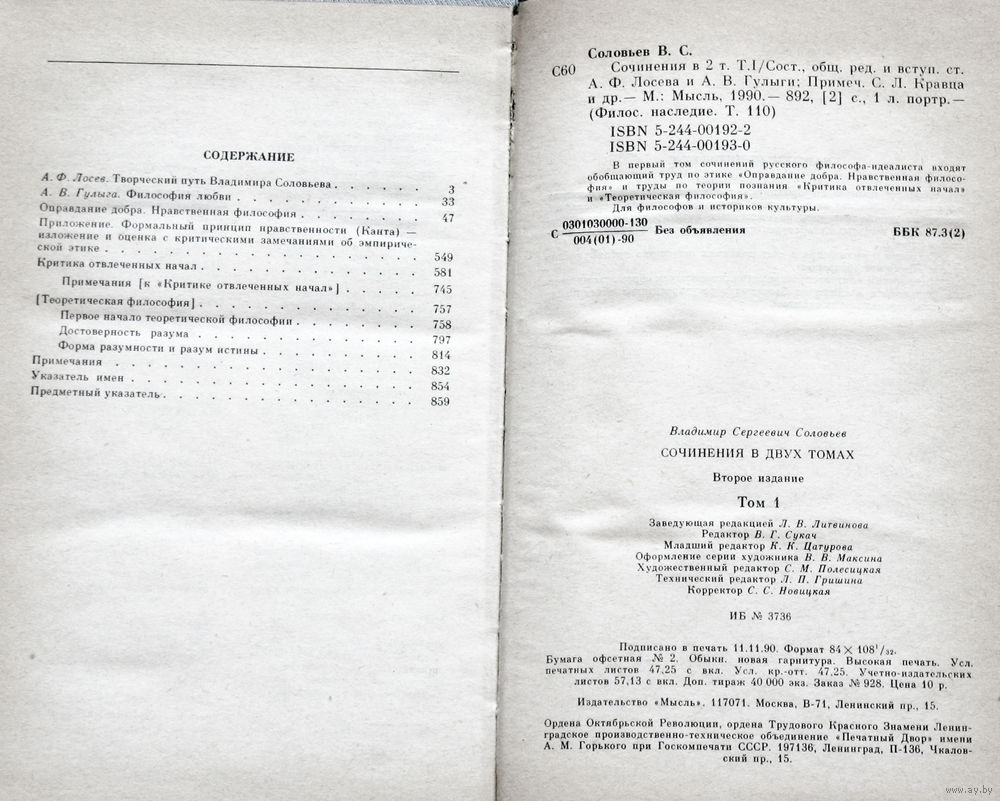 СОДЕРЖАНИЕ
А. Ф. Лосев. Творческий путь Владимира Соловьева . . . . . . 3
А. В. Гулыга. Философия любви . . . . . . . . . . . . 33
Оправдание добра. Нравственная философия . . . . . . . . 47
Приложение. Формальный принцип нравственности (Канта) —
изложение и оценка с критическими замечаниями об эмпириче-
ской этике . . . . . . . . . . . . . . . . . . 549
Критика отвлеченных начал . . . . . . . . . . . . . 581
Примечания [к «Критике отвлеченных начал»] . . . . . 745
[Теоретическая философия] . . . . . . . . . . . . . 757
Первое начало теоретической философии . . . . . . . 758
Достоверность разума . . . . . . . . . . . . . 797
Форма разумности и разум истины . . . . . . . . . 814
Примечания . . . . . . . . . . . . . . . . . 832
Указатель имен . . . . . . . . . . . . . . . . 854
Предметный указатель . . . . . . . . . . . . . . 859
Соловьев В. С.
С60 Сочинения в 2 т. Т.I/Сост., общ. ред. и вступ. ст.
А. Ф. Лосева и А. В. Гулыги; Примеч. С. Л. Кравца
и др.— М.: Мысль, 1990.— 892, [2] с., 1 л. портр.—
(Филос. наследие. Т. 110)
ISBN 5-244-00192-2
ISBN 5-244-00193-0
В первый том сочинений русского философа-идеалиста входят
обобщающий труд по этике «Оправдание добра. Нравственная филосо-
фия» и труды по теории познания «Критика отвлеченных начал»
и «Теоретическая философия».
Для философов и историков культуры.
С 0301030000-130 / 004(01)-90 Без объявления ББК 87.3(2)
Владимир Сергеевич Соловьев
СОЧИНЕНИЯ В ДВУХ ТОМАХ
Второе издание
Том 1
Заведующая редакцией Л. В. Литвинова
Редактор В. Г. Сукач
Младший редактор К. К. Цатурова
Оформление серии художника В. В. Максина
Художественный редактор С. М. Полесицкая
Технический редактор Л. П. Гришина
Корректор С. С. Новицкая
ИБ № 3736
Подписано в печать 11.11.90. Формат 84×108¹/₃₂.
Бумага офсетная № 2. Обыкн. новая гарнитура. Высокая печать. Усл.
печатных листов 47,25 с вкл. Усл. кр.-отт. 47,25. Учетно-издательских
листов 57,13 с вкл. Доп. тираж 40 000 экз. Заказ № 928. Цена 10 р.
Издательство «Мысль». 117071. Москва, В-71, Ленинский пр., 15.
Ордена Октябрьской Революции, ордена Трудового Красного Знамени Ленин-
градское производственно-техническое объединение «Печатный Двор» имени
А. М. Горького при Госкомпечати СССР. 197136, Ленинград, П-136, Чкалов-
ский пр., 15.
www.ay.by